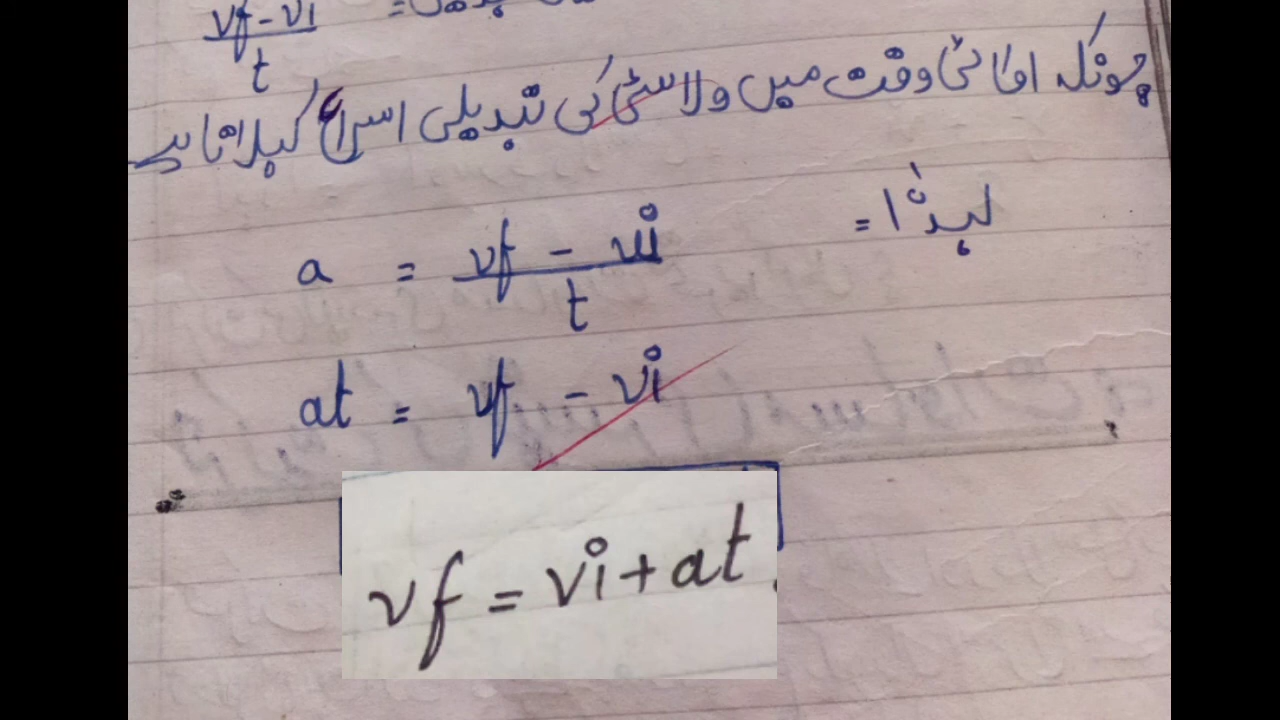 vf - vi / t
چونکہ اکائی وقت میں ولاسٹی کی تبدیلی اسراع کہلاتا ہے
لہذا =
a = vf - vi / t
at = vf - vi
vf = vi + at